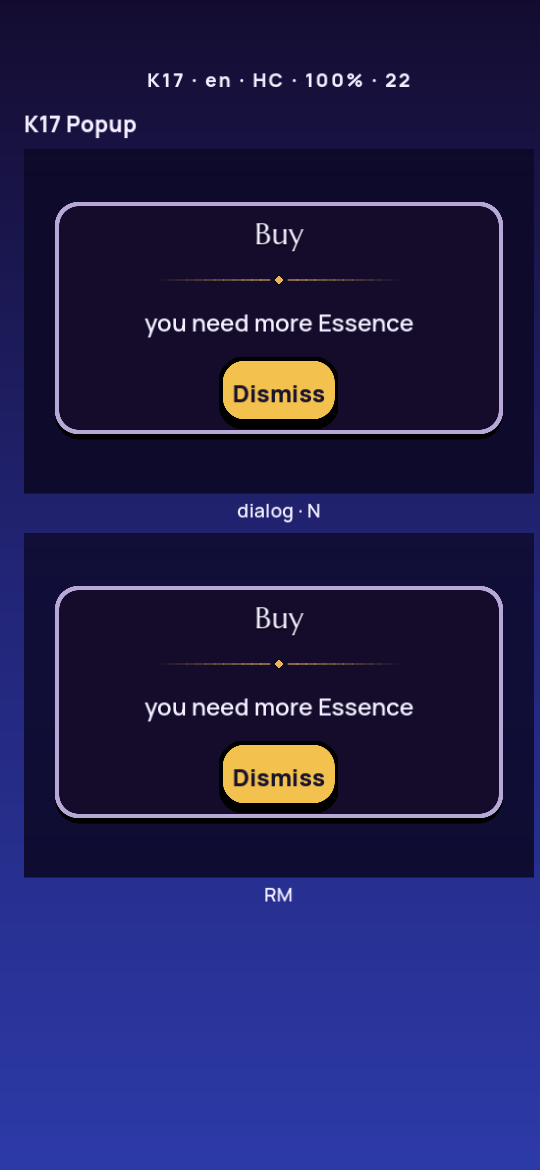 K17 · en · HC · 100% · 22
K17 Popup
Buy
you need more Essence
Dismiss
dialog · N
Buy
you need more Essence
Dismiss
RM